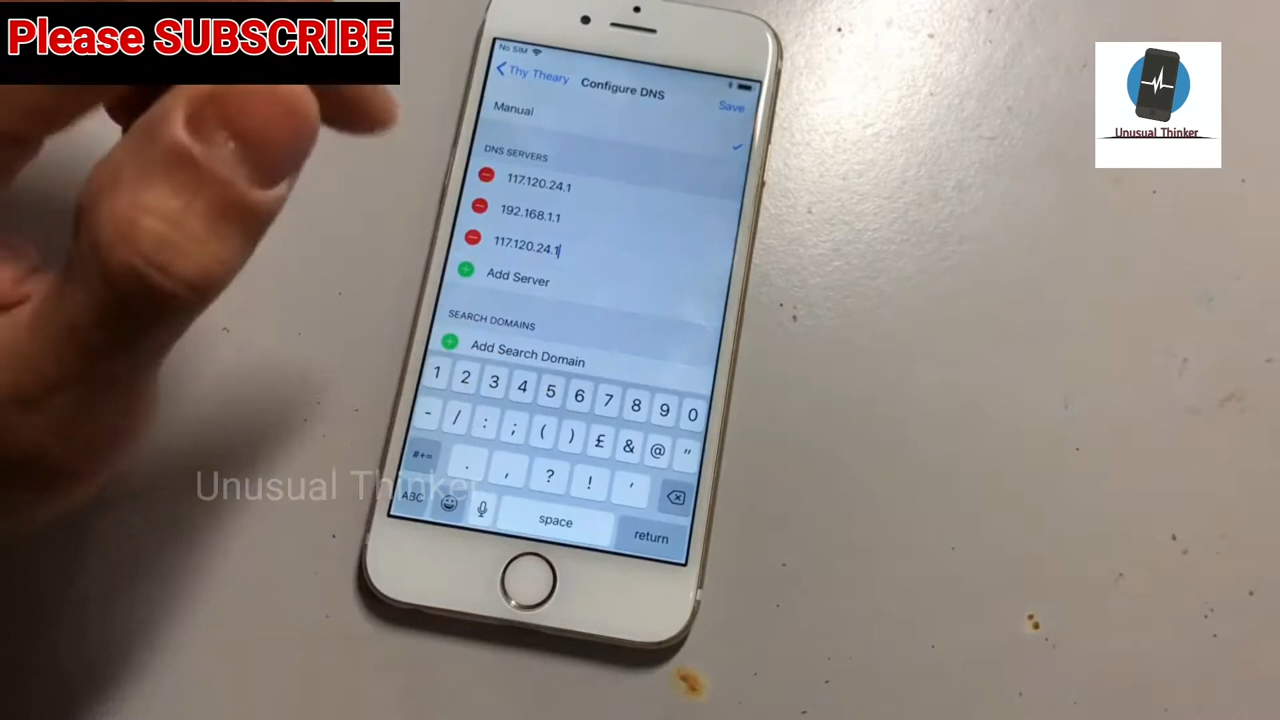 Please SUBSCRIBE
Unusual Thinker
No SIM
Thy Theary
Configure DNS
Save
Manual
DNS SERVERS
117.120.24.1
192.168.1.1
117.120.24.1
Add Server
SEARCH DOMAINS
Add Search Domain
1 2 3 4 5 6 7 8 9 0
- / : ; ( ) £ & @ "
#+= . , ? ! '
ABC space return
Unusual Thinker